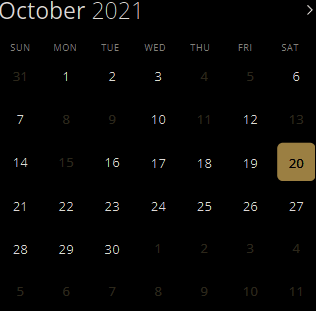 October 2021 >
SUN MON TUE WED THU FRI SAT
31 1 2 3 4 5 6
7 8 9 10 11 12 13
14 15 16 17 18 19 20
21 22 23 24 25 26 27
28 29 30 1 2 3 4
5 6 7 8 9 10 11